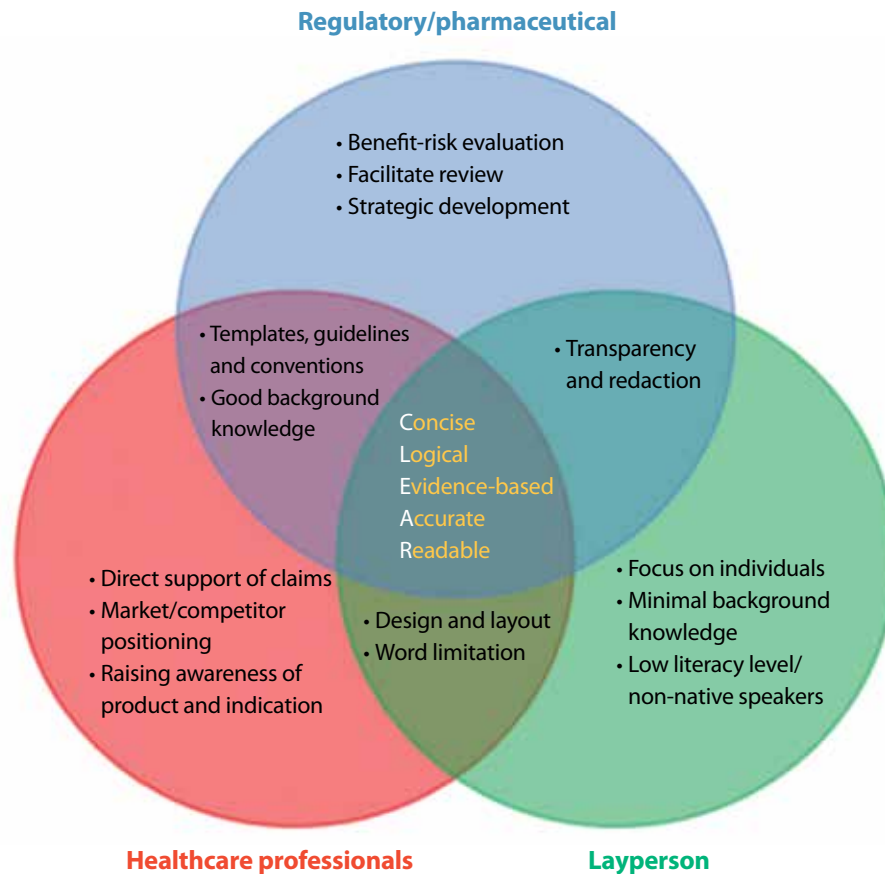 Regulatory/pharmaceutical
• Benefit-risk evaluation
• Facilitate review
• Strategic development
• Templates, guidelines
and conventions
• Good background
knowledge
• Transparency
and redaction
Concise
Logical
Evidence-based
Accurate
Readable
• Direct support of claims
• Market/competitor
positioning
• Raising awareness of
product and indication
• Design and layout
• Word limitation
• Focus on individuals
• Minimal background
knowledge
• Low literacy level/
non-native speakers
Healthcare professionals
Layperson